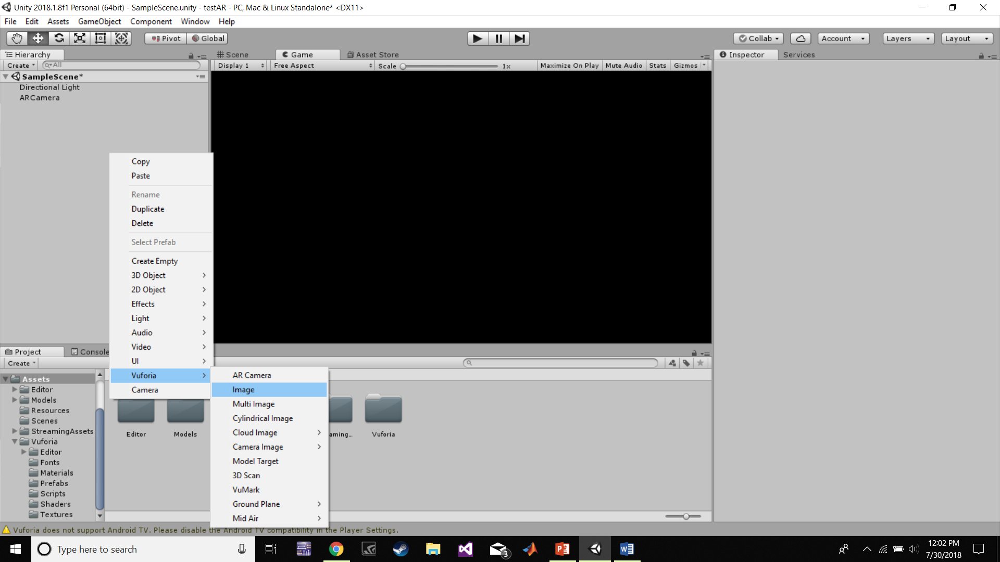 Unity 2018.1.8f1 Personal (64bit) - SampleScene.unity - testAR - PC, Mac & Linux Standalone* <DX11>
File Edit Assets GameObject Component Window Help
Pivot Global Collab Account Layers Layout
Hierarchy Scene Game Asset Store Inspector Services
Create All Display 1 Free Aspect Scale 1x Maximize On Play Mute Audio Stats Gizmos
SampleScene*
Directional Light
ARCamera
Copy
Paste
Rename
Duplicate
Delete
Select Prefab
Create Empty
3D Object
2D Object
Effects
Light
Audio
Video
UI
Vuforia
Camera
AR Camera
Image
Multi Image
Cylindrical Image
Cloud Image
Camera Image
Model Target
3D Scan
VuMark
Ground Plane
Mid Air
Project Console
Create
Assets
Editor
Models
Resources
Scenes
StreamingAssets
Vuforia
Editor
Fonts
Materials
Prefabs
Scripts
Shaders
Textures
Editor Models aming... Vuforia
Vuforia does not support Android TV. Please disable the Android TV compatibility in the Player Settings.
Type here to search
3
12:02 PM
7/30/2018